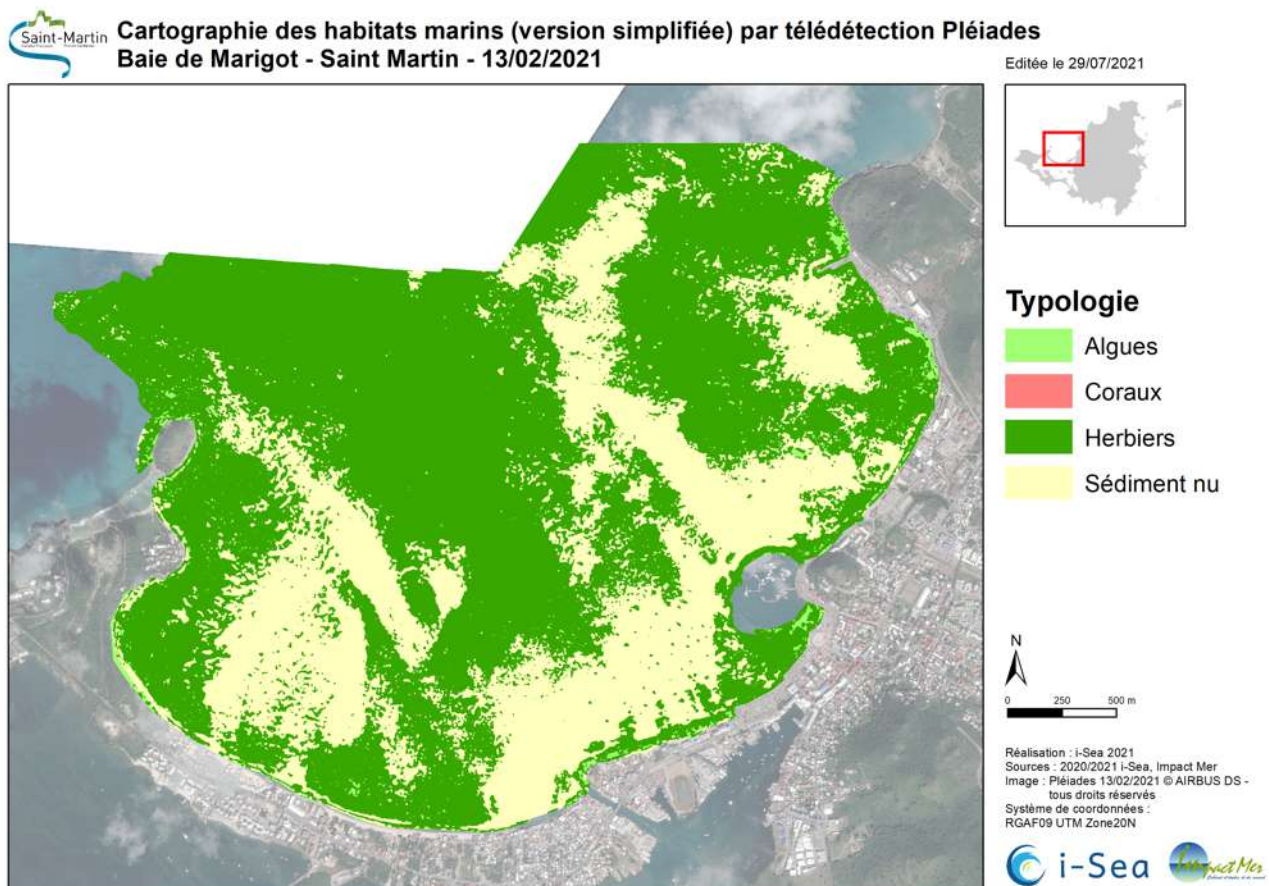 Saint-Martin
Cartographie des habitats marins (version simplifiée) par télédétection Pléiades
Baie de Marigot - Saint Martin - 13/02/2021
Editée le 29/07/2021
Typologie
Algues
Coraux
Herbiers
Sédiment nu
N
0 250 500 m
Réalisation : i-Sea 2021
Sources : 2020/2021 i-Sea, Impact Mer
Image : Pléiades 13/02/2021 © AIRBUS DS -
tous droits réservés
Système de coordonnées :
RGAF09 UTM Zone20N
i-Sea
Impact Mer